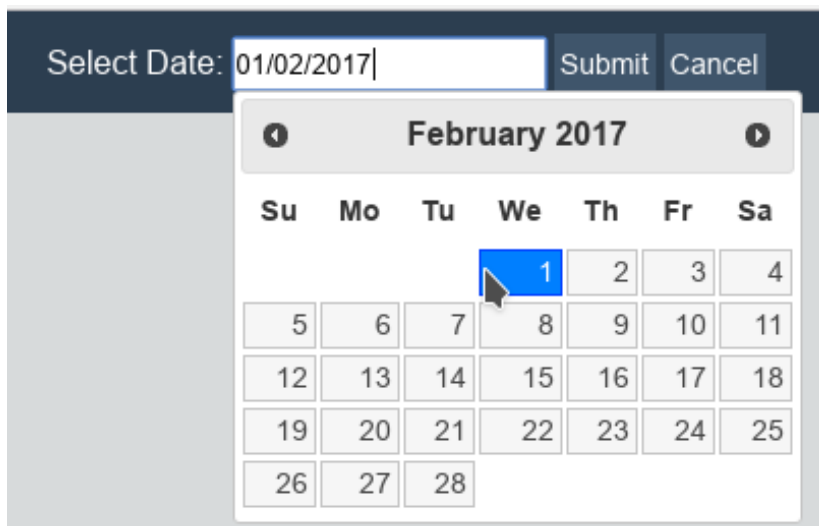 Select Date: 01/02/2017 Submit Cancel
February 2017
Su Mo Tu We Th Fr Sa
1 2 3 4
5 6 7 8 9 10 11
12 13 14 15 16 17 18
19 20 21 22 23 24 25
26 27 28